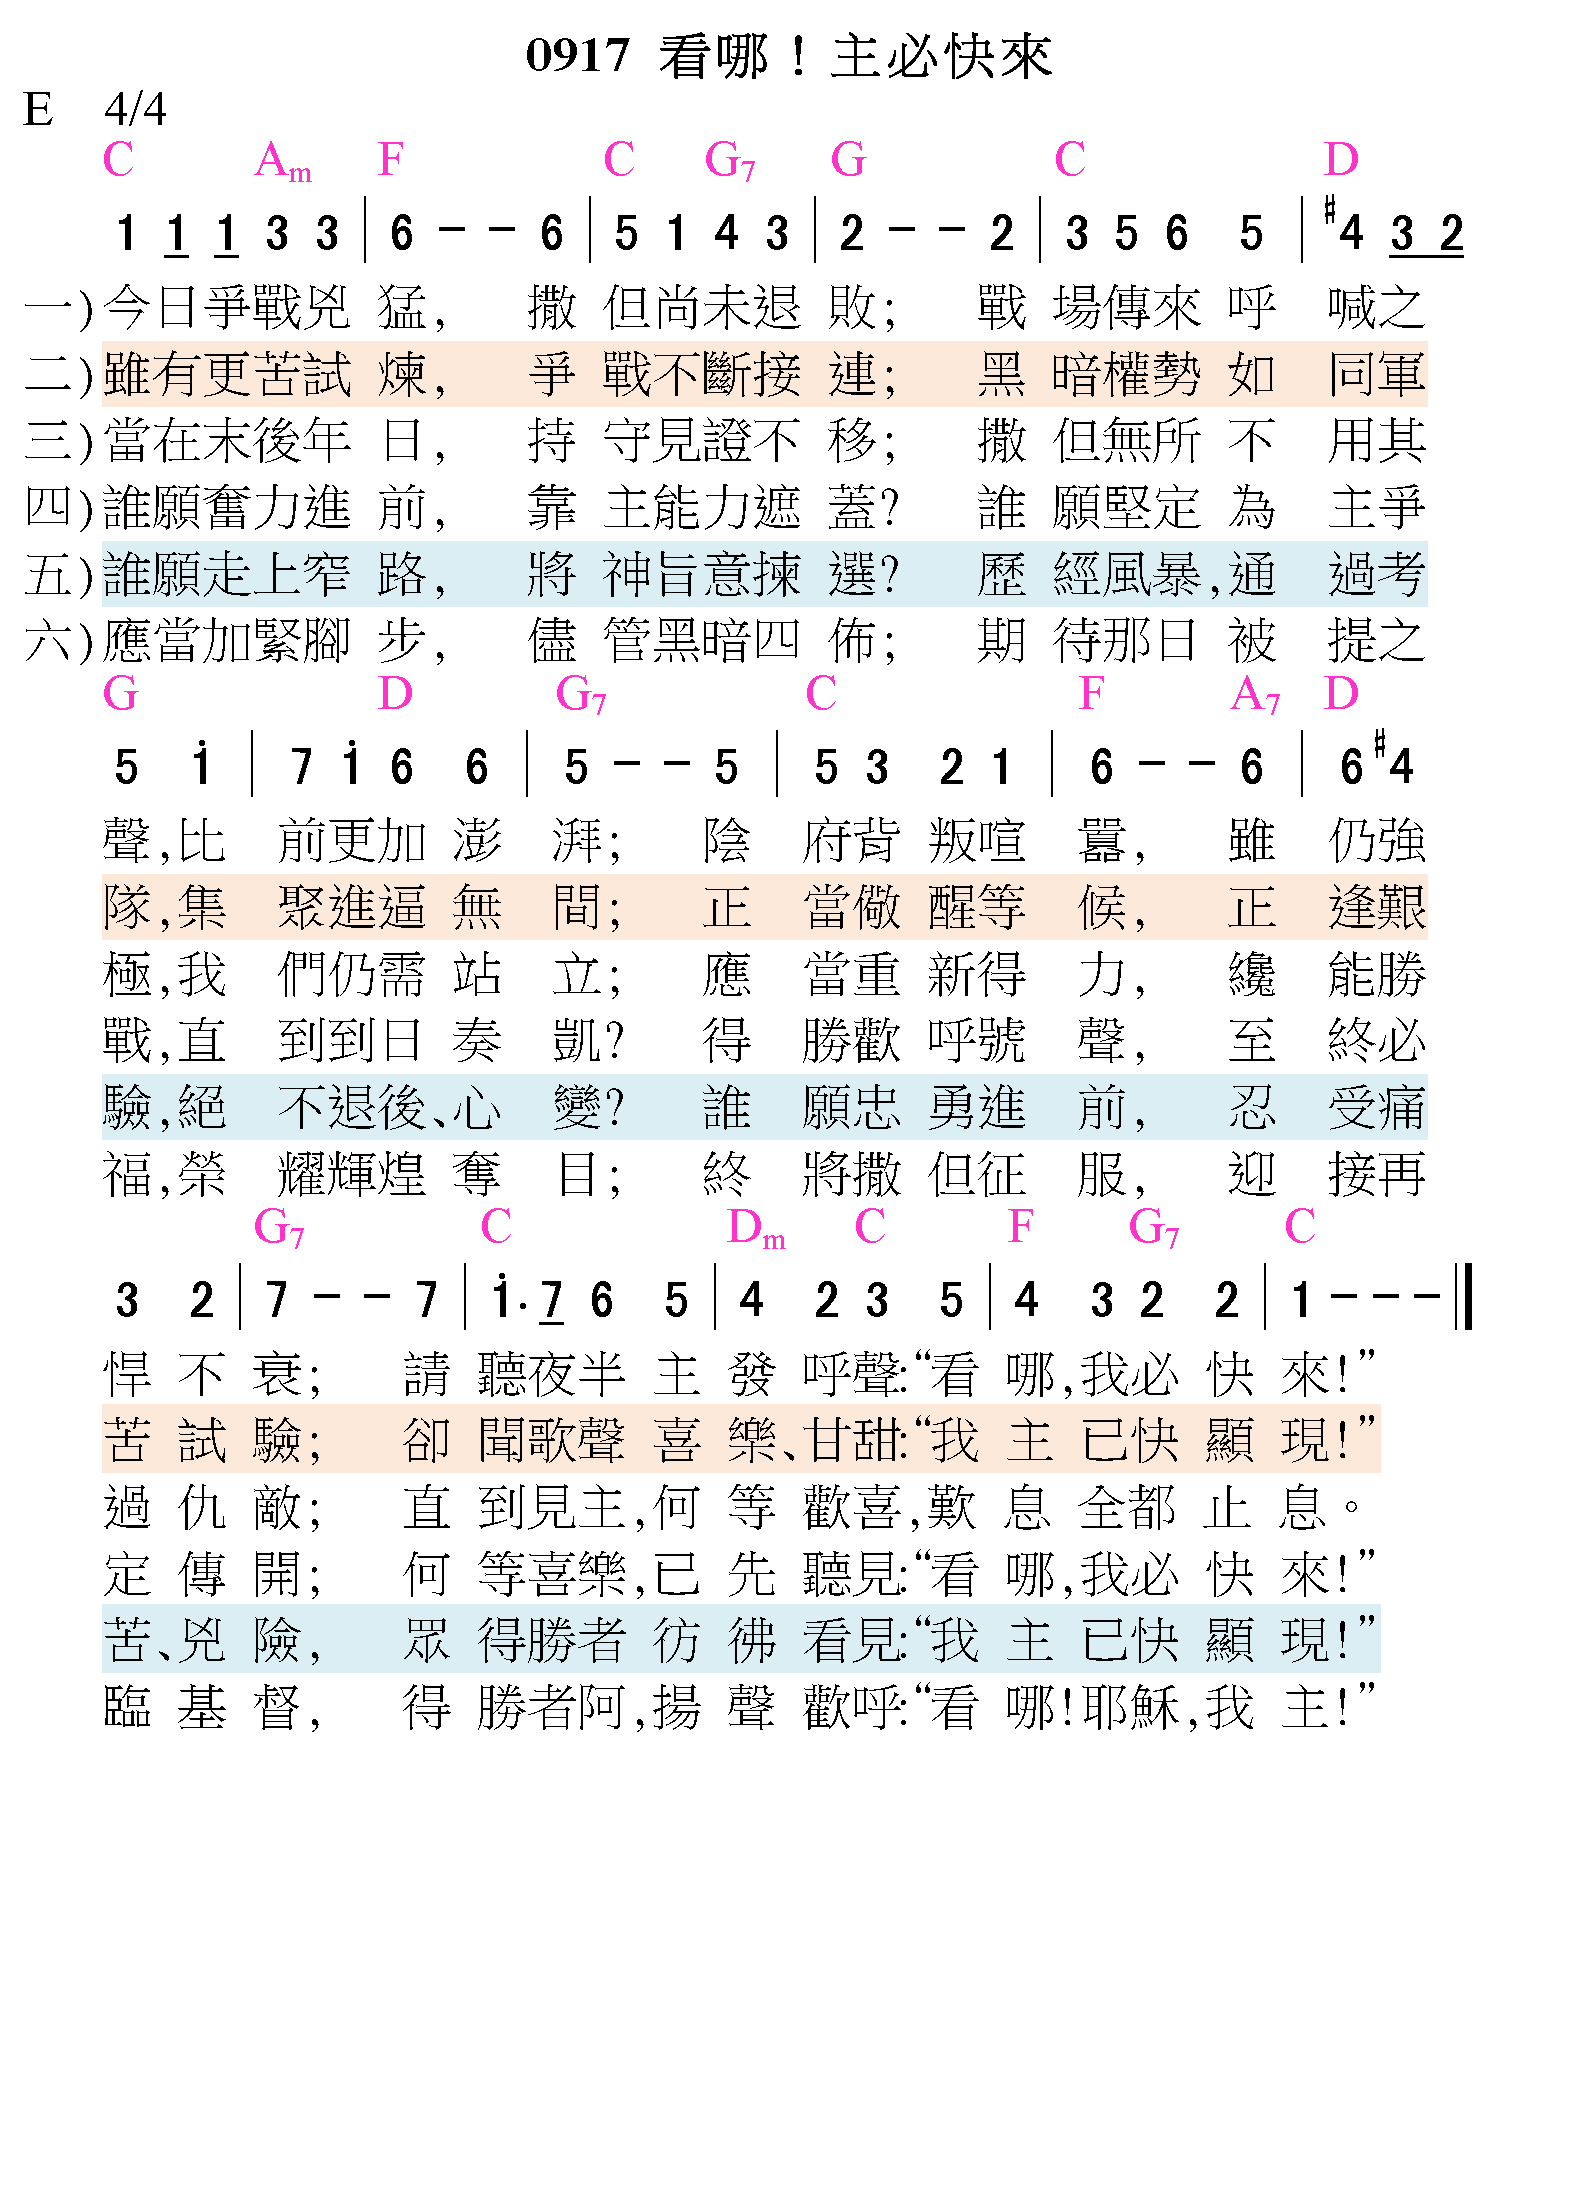 0917 看哪！主必快來
E 4/4
C Am F C G7 G C D
1 1 1 3 3 | 6 - - 6 | 5 1 4 3 | 2 - - 2 | 3 5 6 5 | #4 3 2
一)今日爭戰兇猛, 撒但尚未退敗; 戰場傳來呼喊之
二)雖有更苦試煉, 爭戰不斷接連; 黑暗權勢如同軍
三)當在末後年日, 持守見證不移; 撒但無所不用其
四)誰願奮力進前, 靠主能力遮蓋? 誰願堅定為主爭
五)誰願走上窄路, 將神旨意揀選? 歷經風暴,通過考
六)應當加緊腳步, 儘管黑暗四佈; 期待那日被提之
G D G7 C F A7 D
5 i | 7 i 6 6 | 5 - - 5 | 5 3 2 1 | 6 - - 6 | 6 #4
聲,比前更加澎湃; 陰府背叛喧囂, 雖仍強
隊,集聚進逼無間; 正當儆醒等候, 正逢艱
極,我們仍需站立; 應當重新得力, 纔能勝
戰,直到到日奏凱? 得勝歡呼號聲, 至終必
驗,絕不退後、心變? 誰願忠勇進前, 忍受痛
福,榮耀輝煌奪目; 終將撒但征服, 迎接再
G7 C Dm C F G7 C
3 2 | 7 - - 7 | i. 7 6 5 | 4 2 3 5 | 4 3 2 2 | 1 - - - ||
悍不衰; 請聽夜半主發呼聲:“看哪,我必快來!”
苦試驗; 卻聞歌聲喜樂、甘甜:“我主已快顯現!”
過仇敵; 直到見主,何等歡喜,歎息全都止息。
定傳開; 何等喜樂,已先聽見:“看哪,我必快來!”
苦、兇險, 眾得勝者彷彿看見:“我主已快顯現!”
臨基督, 得勝者阿,揚聲歡呼:“看哪!耶穌,我主!”